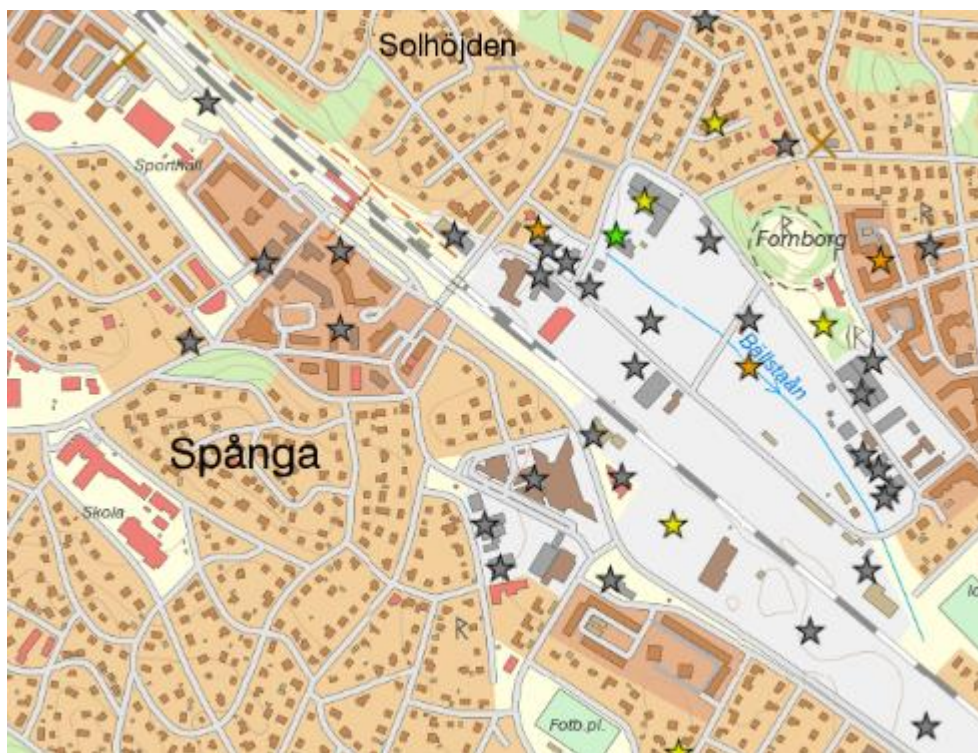 Solhöjden
Sporthall
Fornborg
R
R
(R)
Bällstaån
Spånga
Skola
R
Fotb.pl.